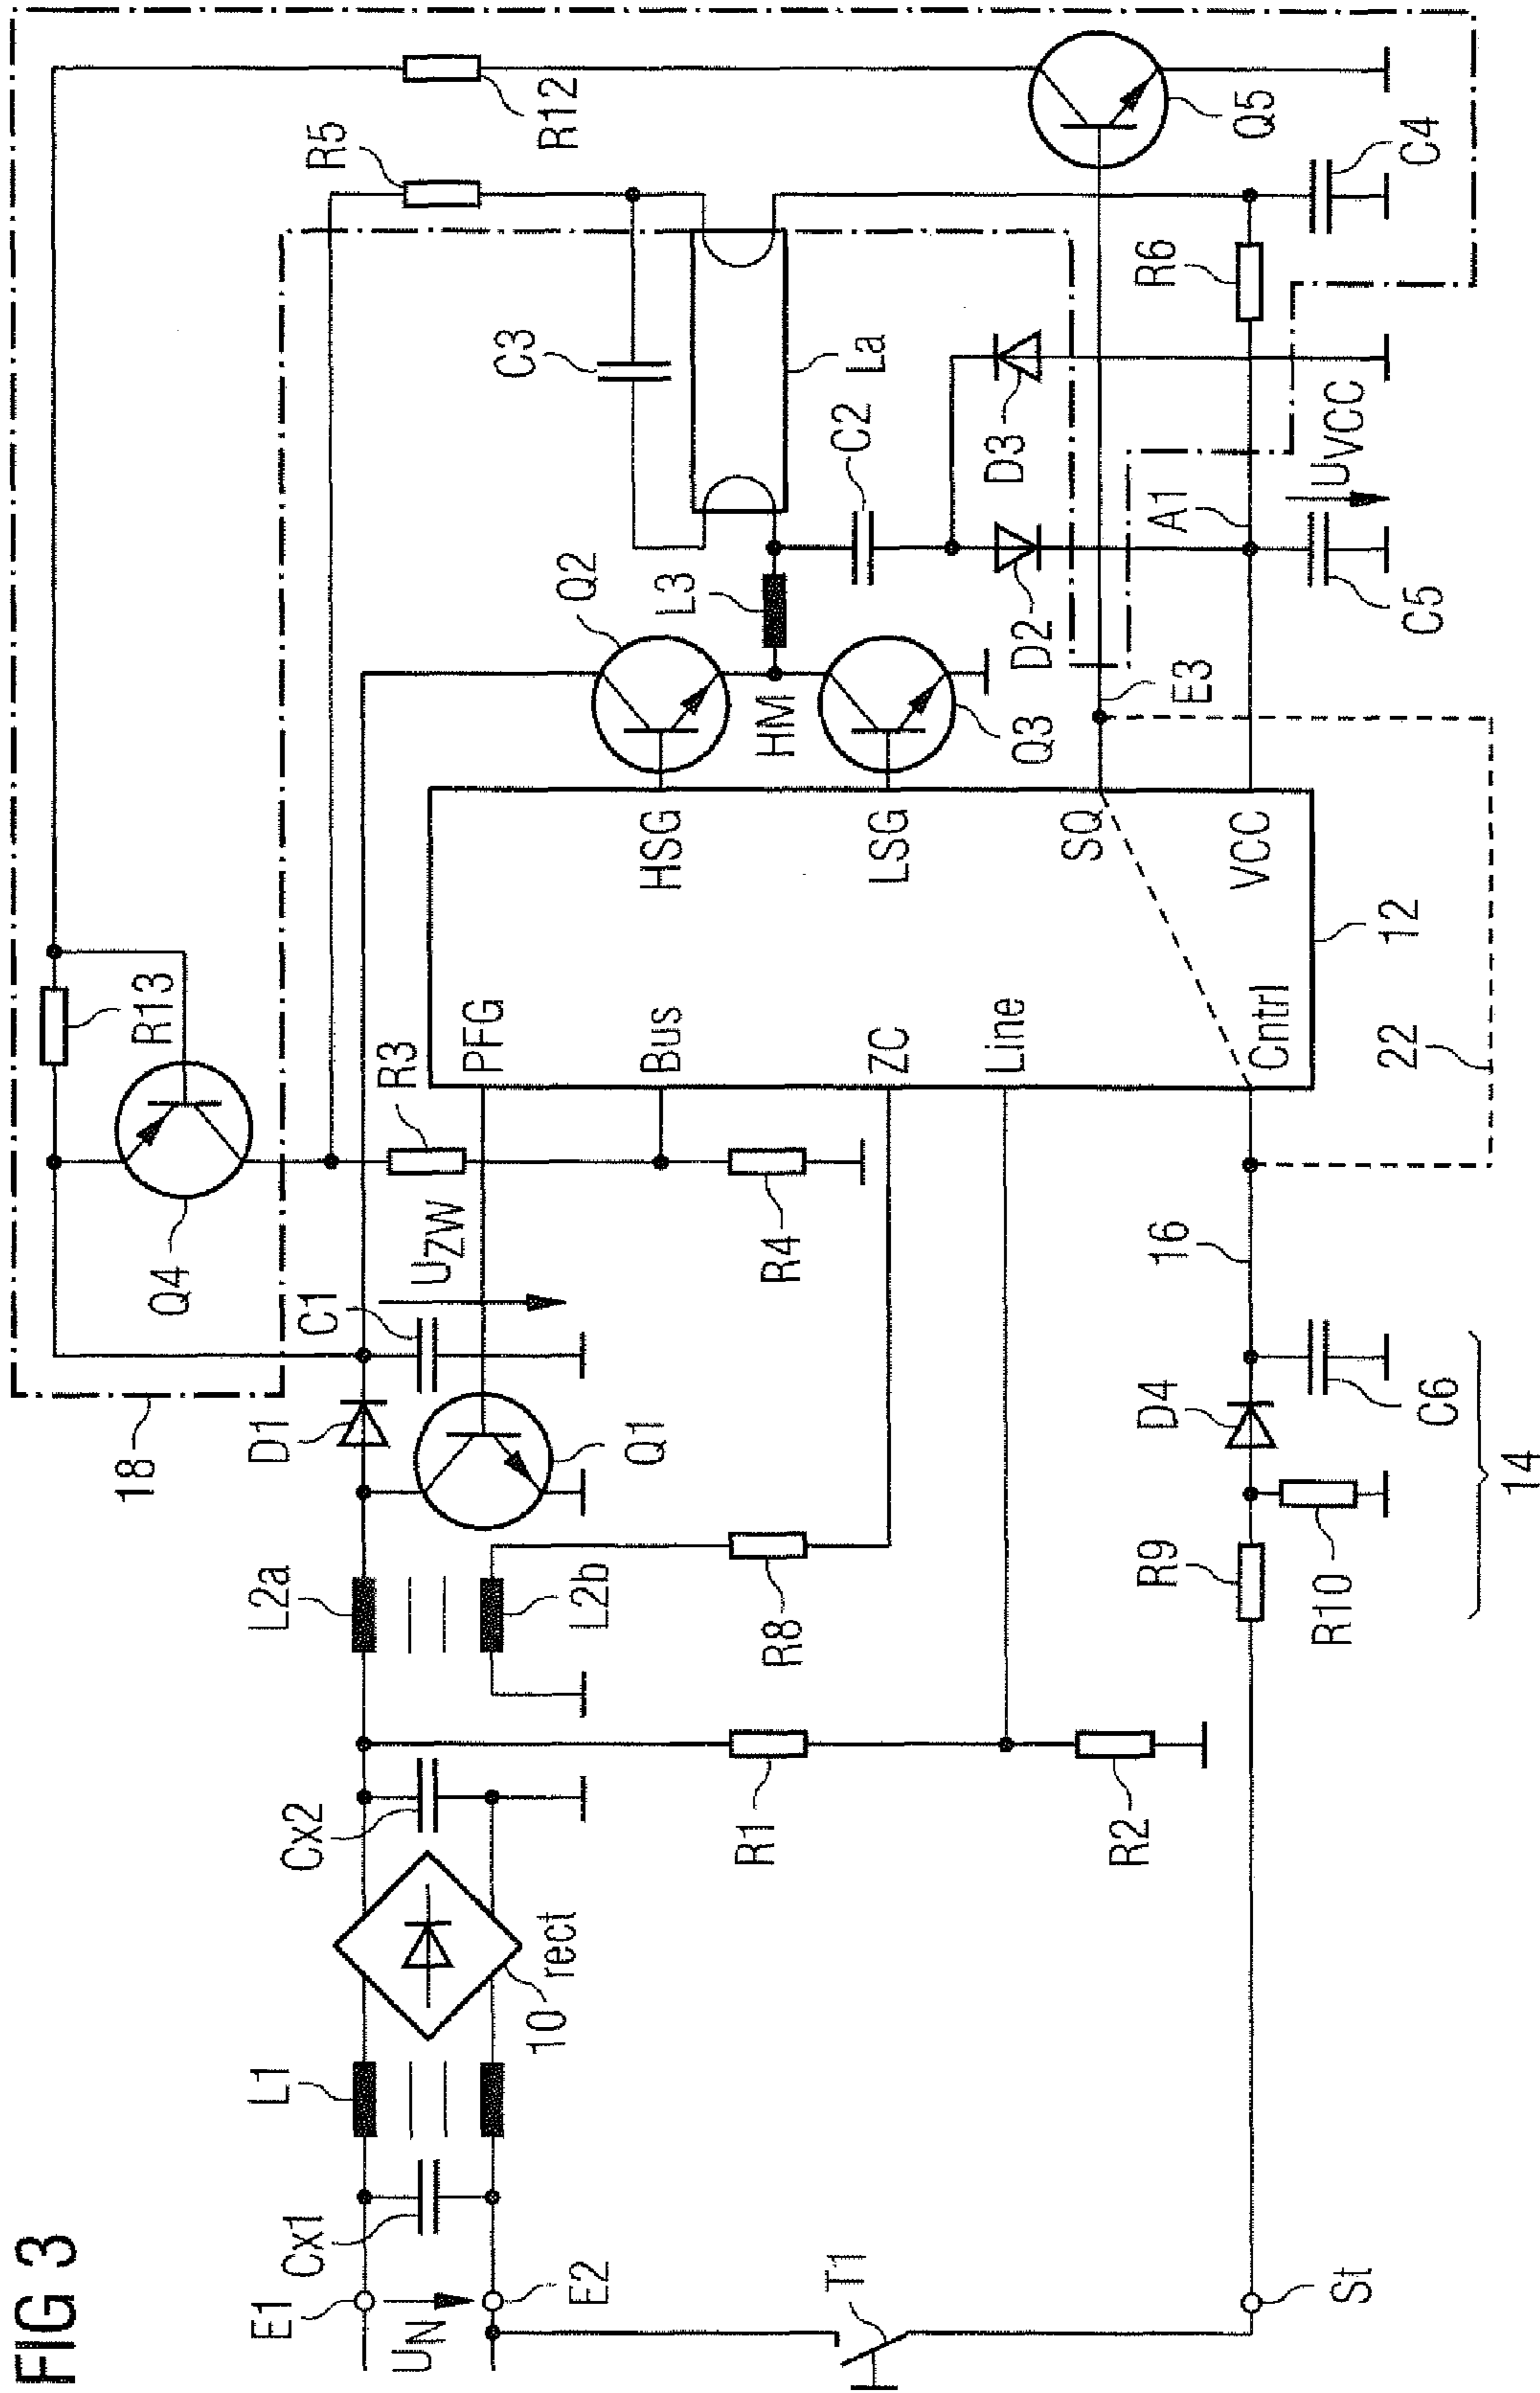 FIG 3
18
Q4
R13
R12
R5
Q5
C4
R6
C3
La
C2
D3
D2
A1
UVCC
C5
E3
Q2
L3
HM
Q3
HSG
LSG
SQ
VCC
12
PFG
Bus
ZC
Line
Cntrl
22
R3
R4
UZW
C1
D1
Q1
16
D4
C6
14
L2a
L2b
R8
R9
R10
R1
R2
Cx2
10
rect
L1
Cx1
E1
UN
E2
T1
St